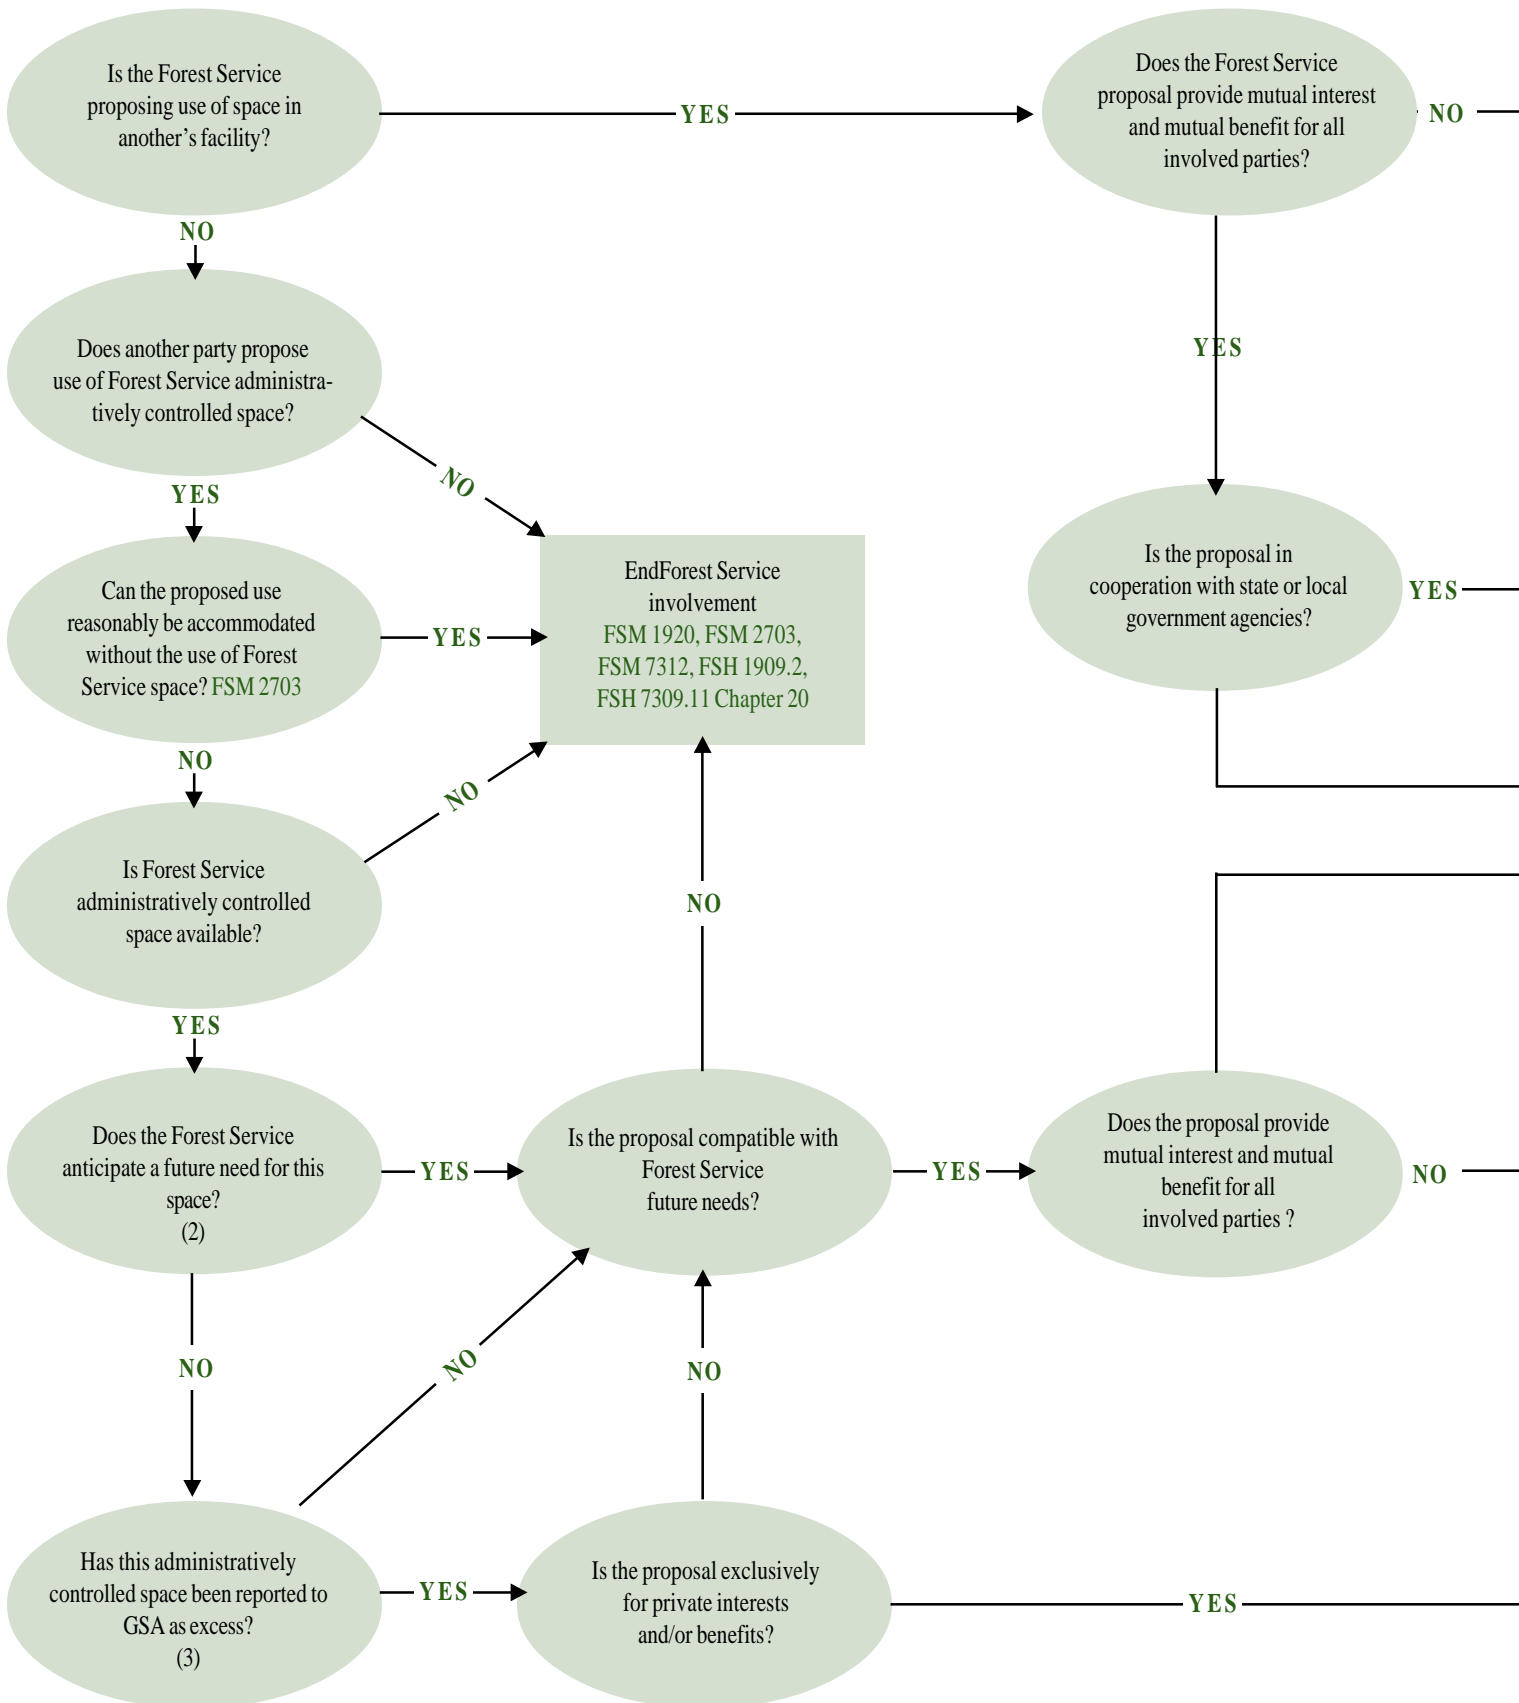 Is the Forest Service
proposing use of space in
another’s facility?
YES
Does the Forest Service
proposal provide mutual interest
and mutual benefit for all
involved parties?
NO
NO
Does another party propose
use of Forest Service administra-
tively controlled space?
NO
YES
YES
Can the proposed use
reasonably be accommodated
without the use of Forest
Service space? FSM 2703
YES
EndForest Service
involvement
FSM 1920, FSM 2703,
FSM 7312, FSH 1909.2,
FSH 7309.11 Chapter 20
Is the proposal in
cooperation with state or local
government agencies?
YES
NO
NO
Is Forest Service
administratively controlled
space available?
NO
YES
Does the Forest Service
anticipate a future need for this
space?
(2)
YES
Is the proposal compatible with
Forest Service
future needs?
YES
Does the proposal provide
mutual interest and mutual
benefit for all
involved parties ?
NO
NO
NO
NO
Has this administratively
controlled space been reported to
GSA as excess?
(3)
YES
Is the proposal exclusively
for private interests
and/or benefits?
YES